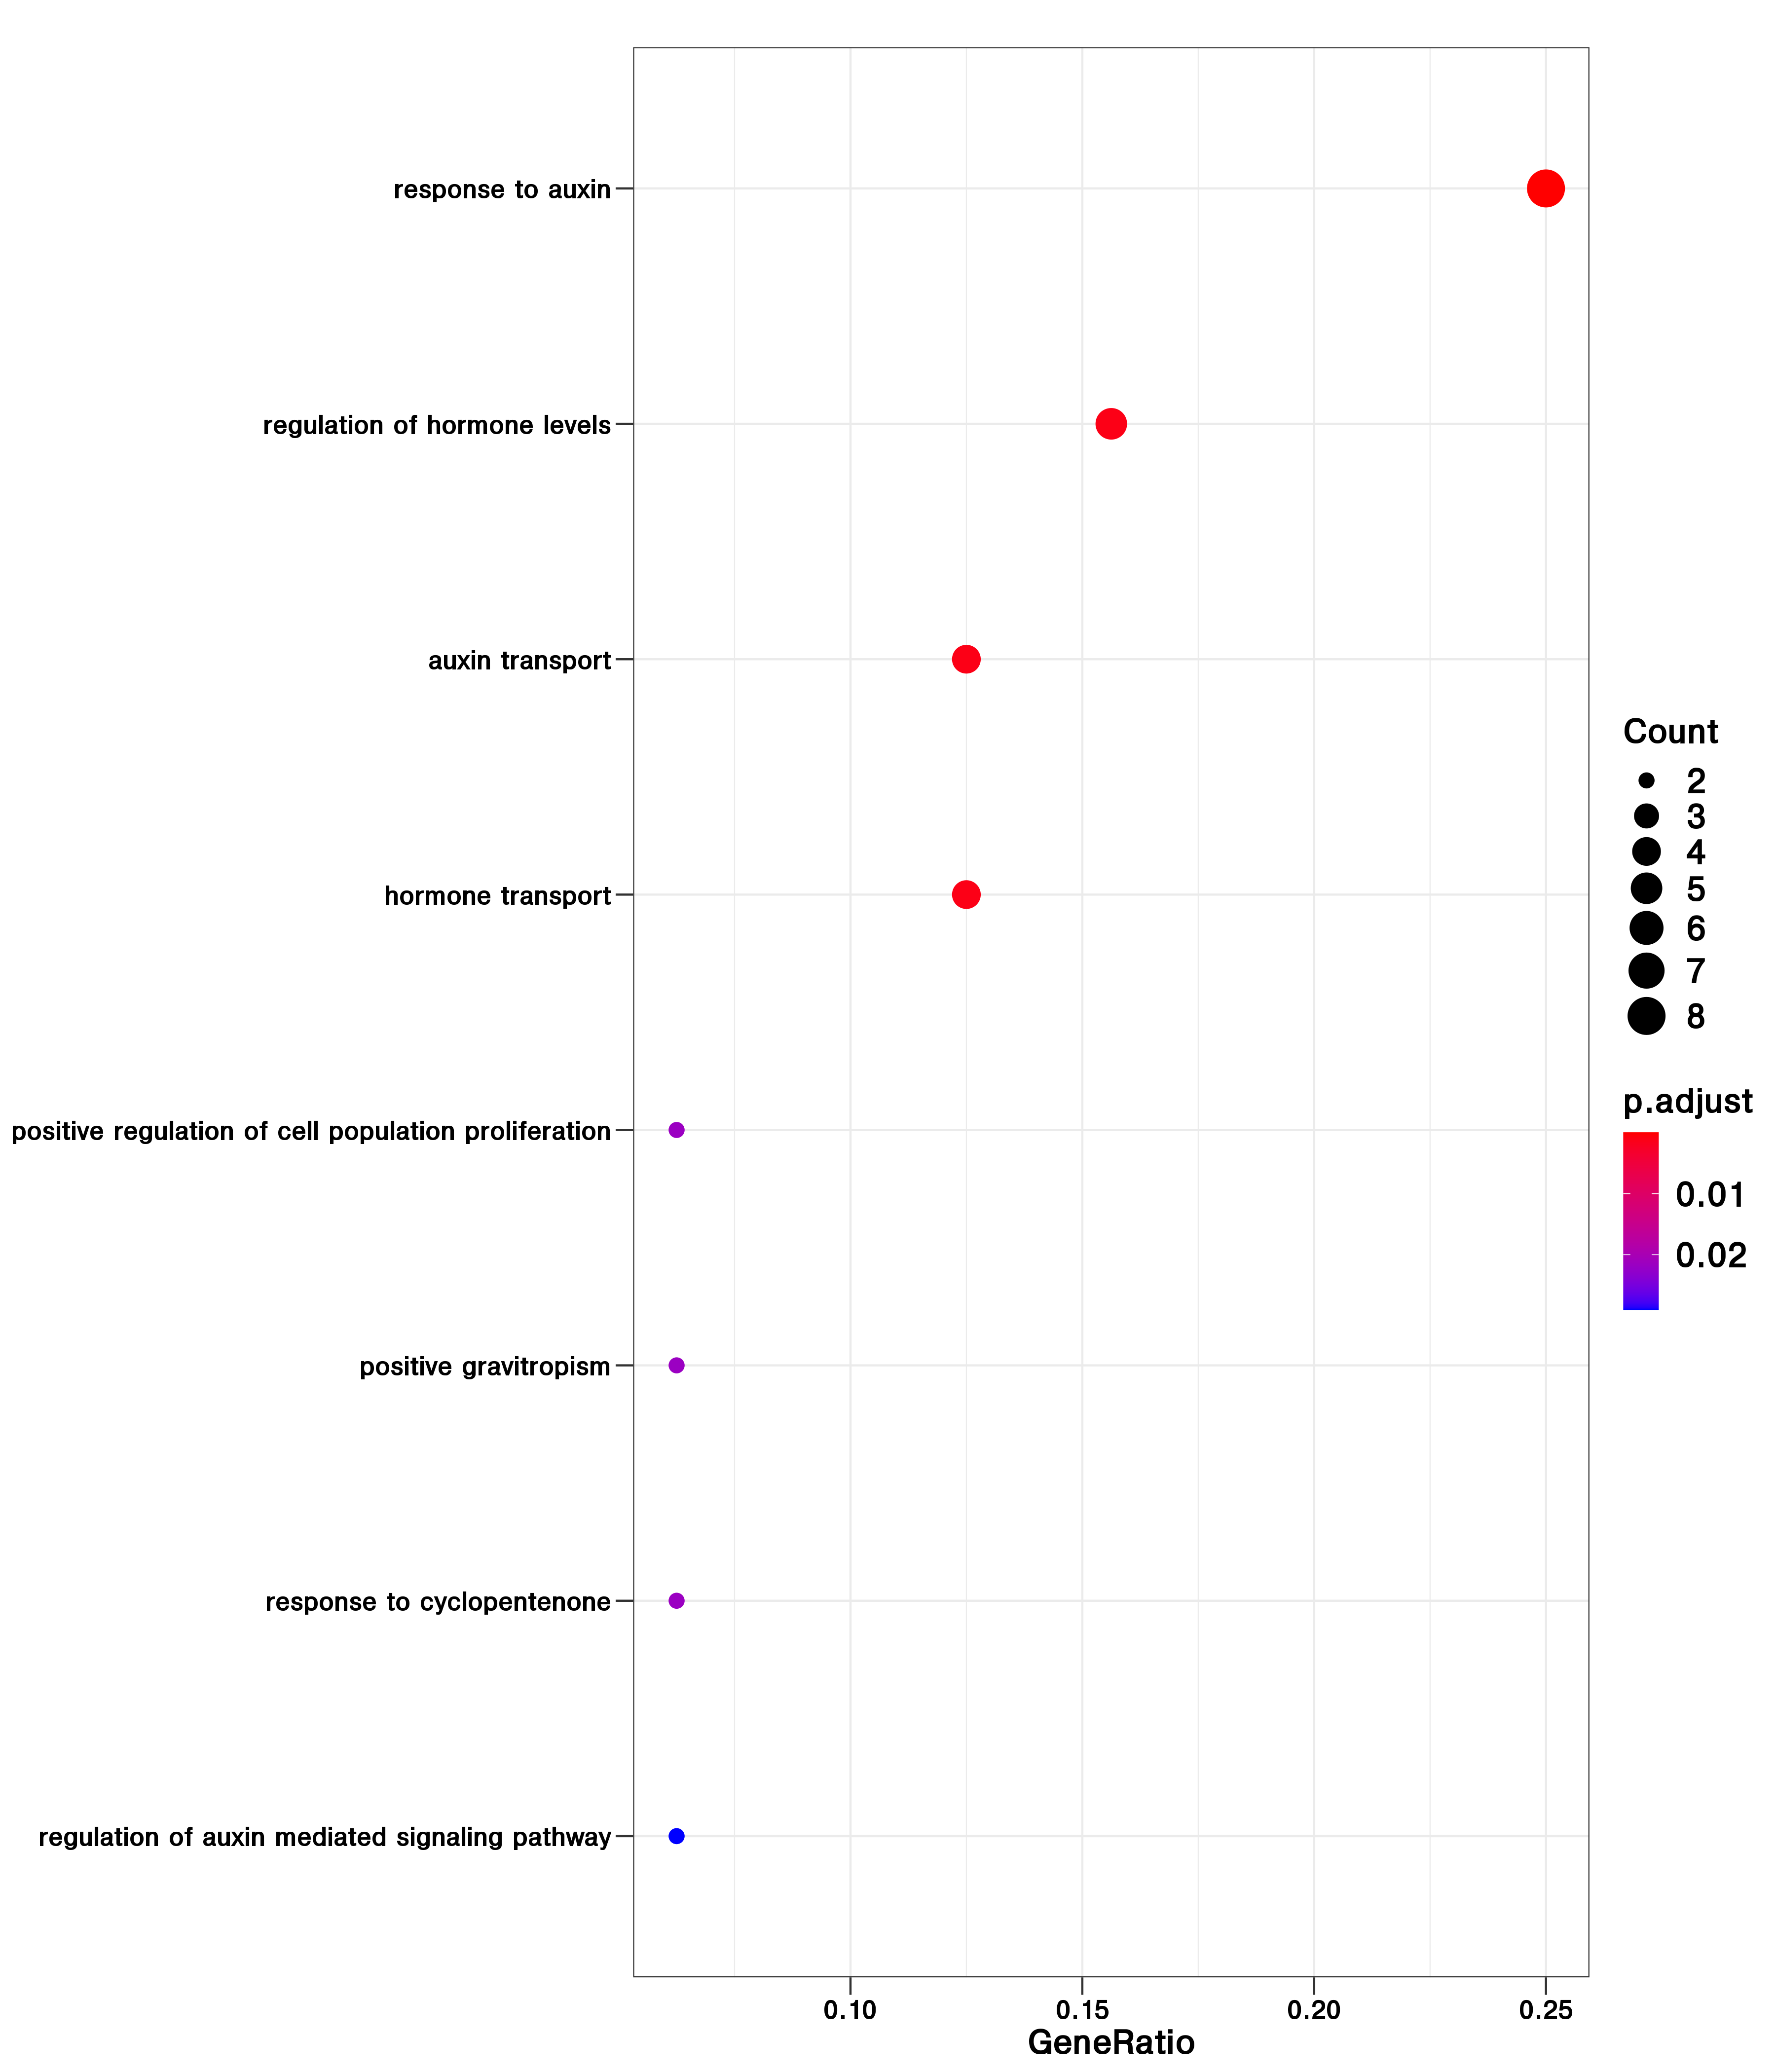 response to auxin
regulation of hormone levels
auxin transport
hormone transport
positive regulation of cell population proliferation
positive gravitropism
response to cyclopentenone
regulation of auxin mediated signaling pathway
0.10 0.15 0.20 0.25
GeneRatio
Count
2
3
4
5
6
7
8
p.adjust
0.01
0.02